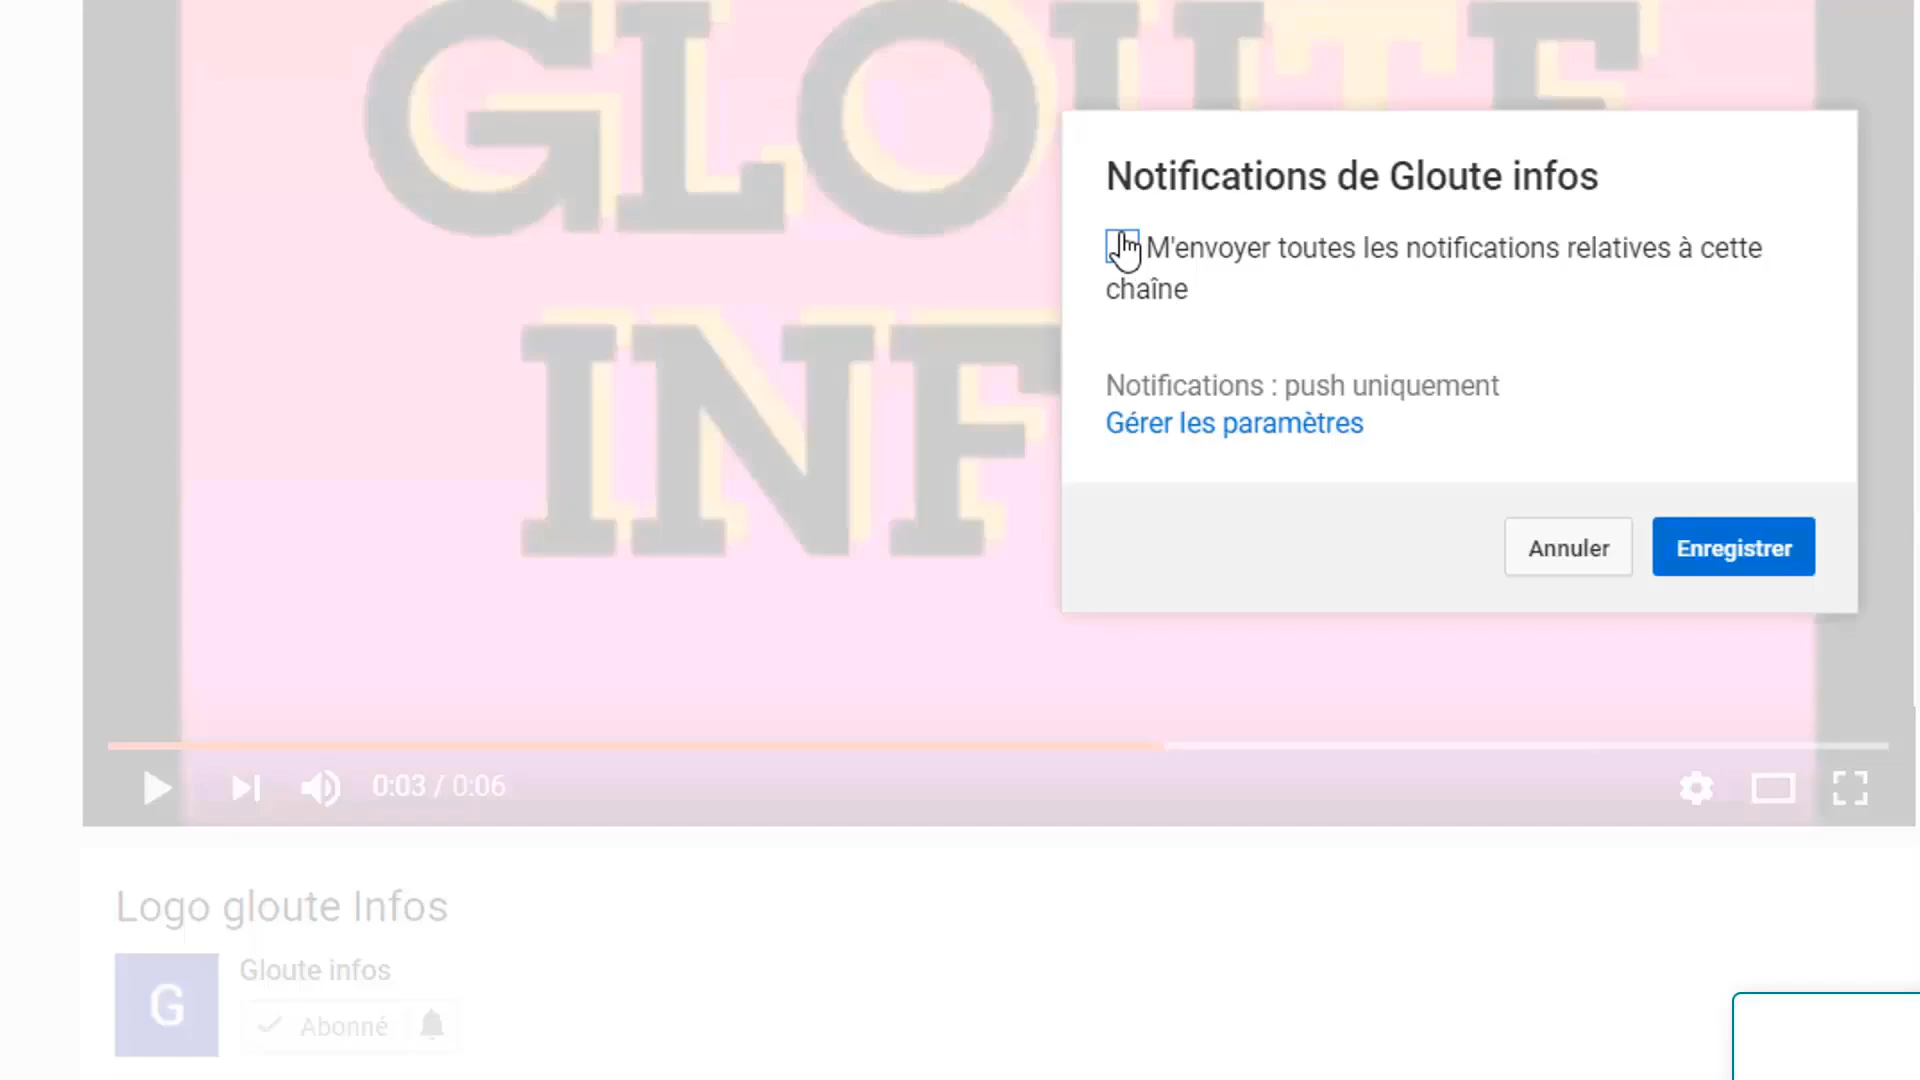 GLOUTE
INF
Notifications de Gloute infos
M'envoyer toutes les notifications relatives à cette
chaîne
Notifications : push uniquement
Gérer les paramètres
Annuler
Enregistrer
0:03 / 0:06
Logo gloute Infos
G
Gloute infos
Abonné